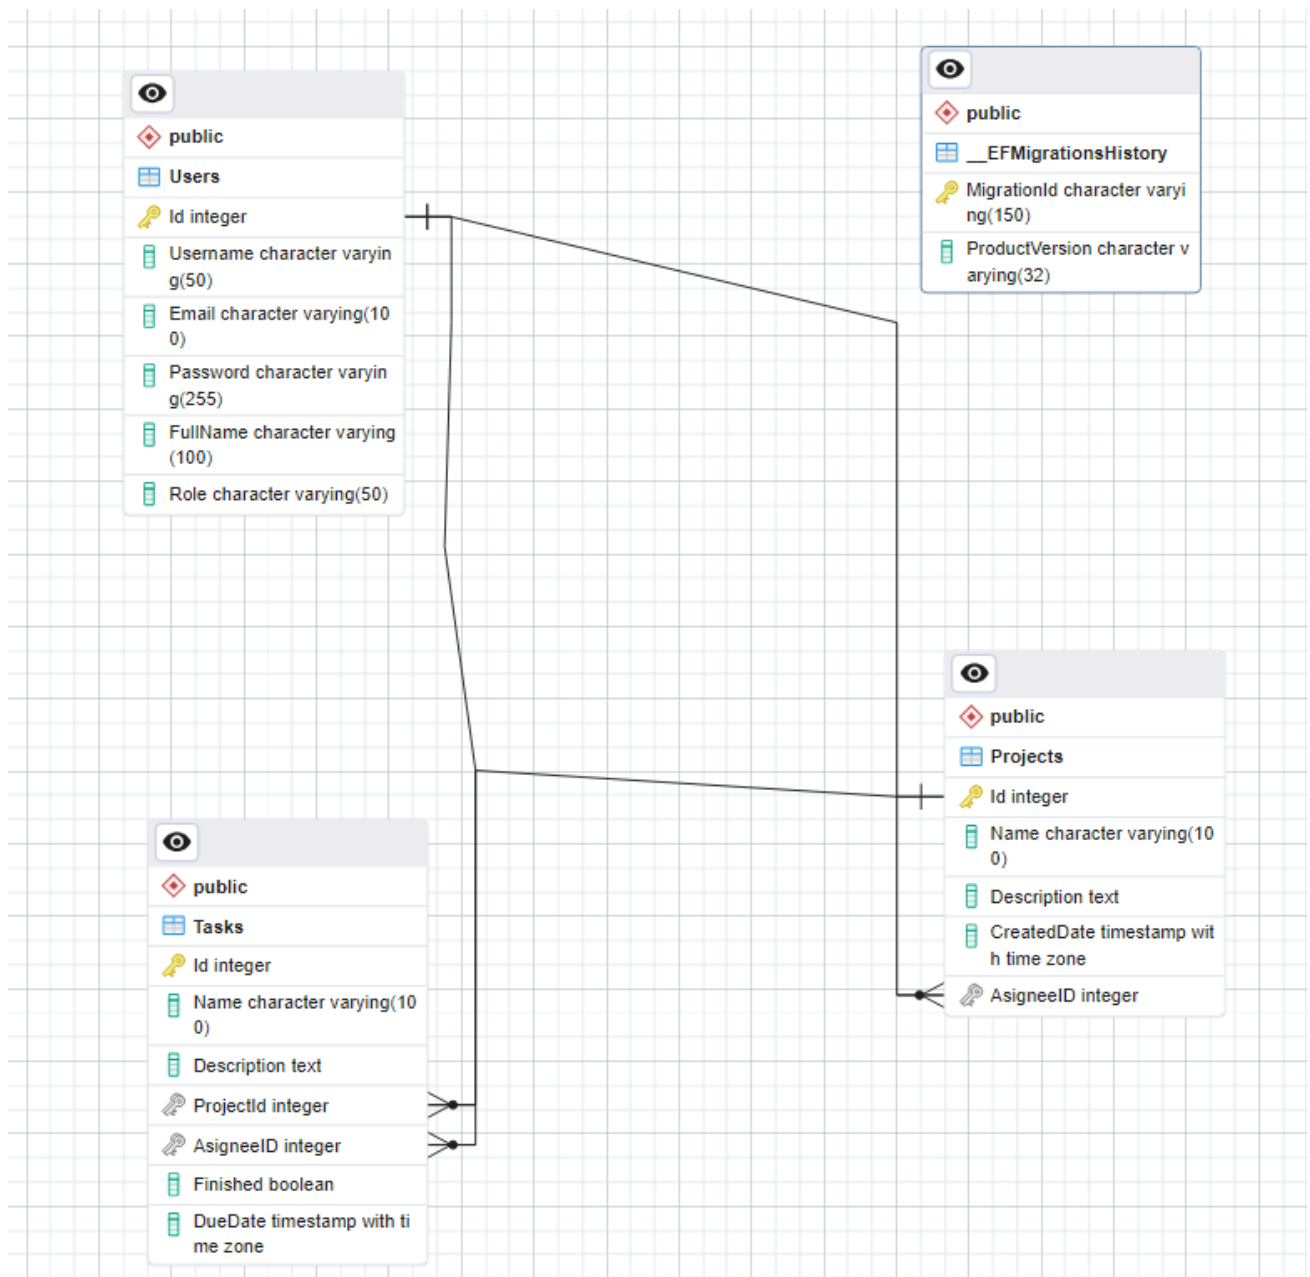 public
Users
Id integer
Username character varyin
g(50)
Email character varying(10
0)
Password character varyin
g(255)
FullName character varying
(100)
Role character varying(50)
public
__EFMigrationsHistory
MigrationId character varyi
ng(150)
ProductVersion character v
arying(32)
public
Projects
Id integer
Name character varying(10
0)
Description text
CreatedDate timestamp wit
h time zone
AsigneeID integer
public
Tasks
Id integer
Name character varying(10
0)
Description text
ProjectId integer
AsigneeID integer
Finished boolean
DueDate timestamp with ti
me zone